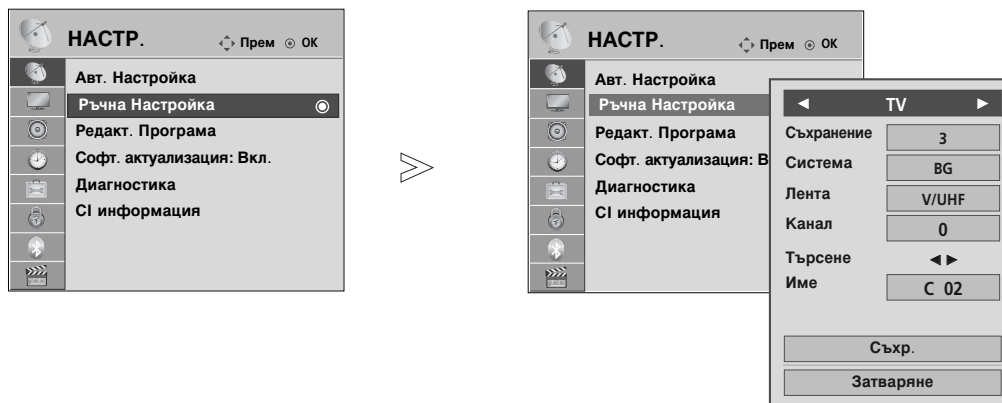 НАСТР.
Прем ОК
Авт. Настройка
Ръчна Настройка
Редакт. Програма
Софт. актуализация: Вкл.
Диагностика
CI информация
НАСТР.
Прем ОК
Авт. Настройка
Ръчна Настройка
Редакт. Програма
Софт. актуализация: В
Диагностика
CI информация
◄ TV ►
Съхранение 3
Система BG
Лента V/UHF
Канал 0
Търсене ◄ ►
Име C 02
Съхр.
Затваряне